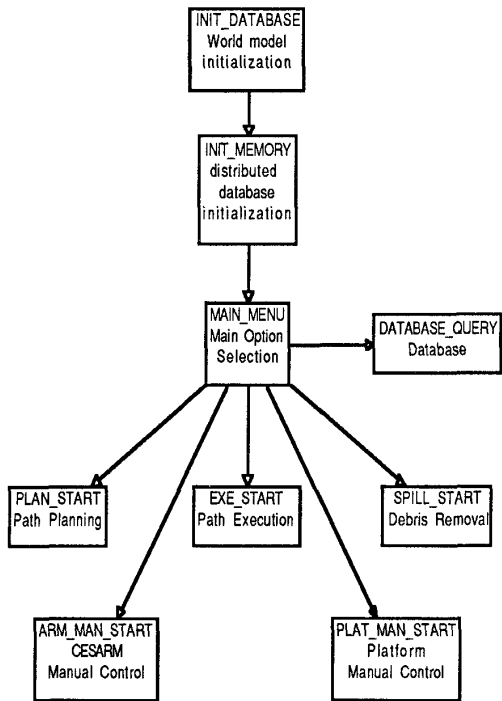 INIT_DATABASE
World model
initialization
INIT_MEMORY
distributed
database
initialization
MAIN_MENU
Main Option
Selection
DATABASE_QUERY
Database
PLAN_START
Path Planning
EXE_START
Path Execution
SPILL_START
Debris Removal
ARM_MAN_START
CESARM
Manual Control
PLAT_MAN_START
Platform
Manual Control